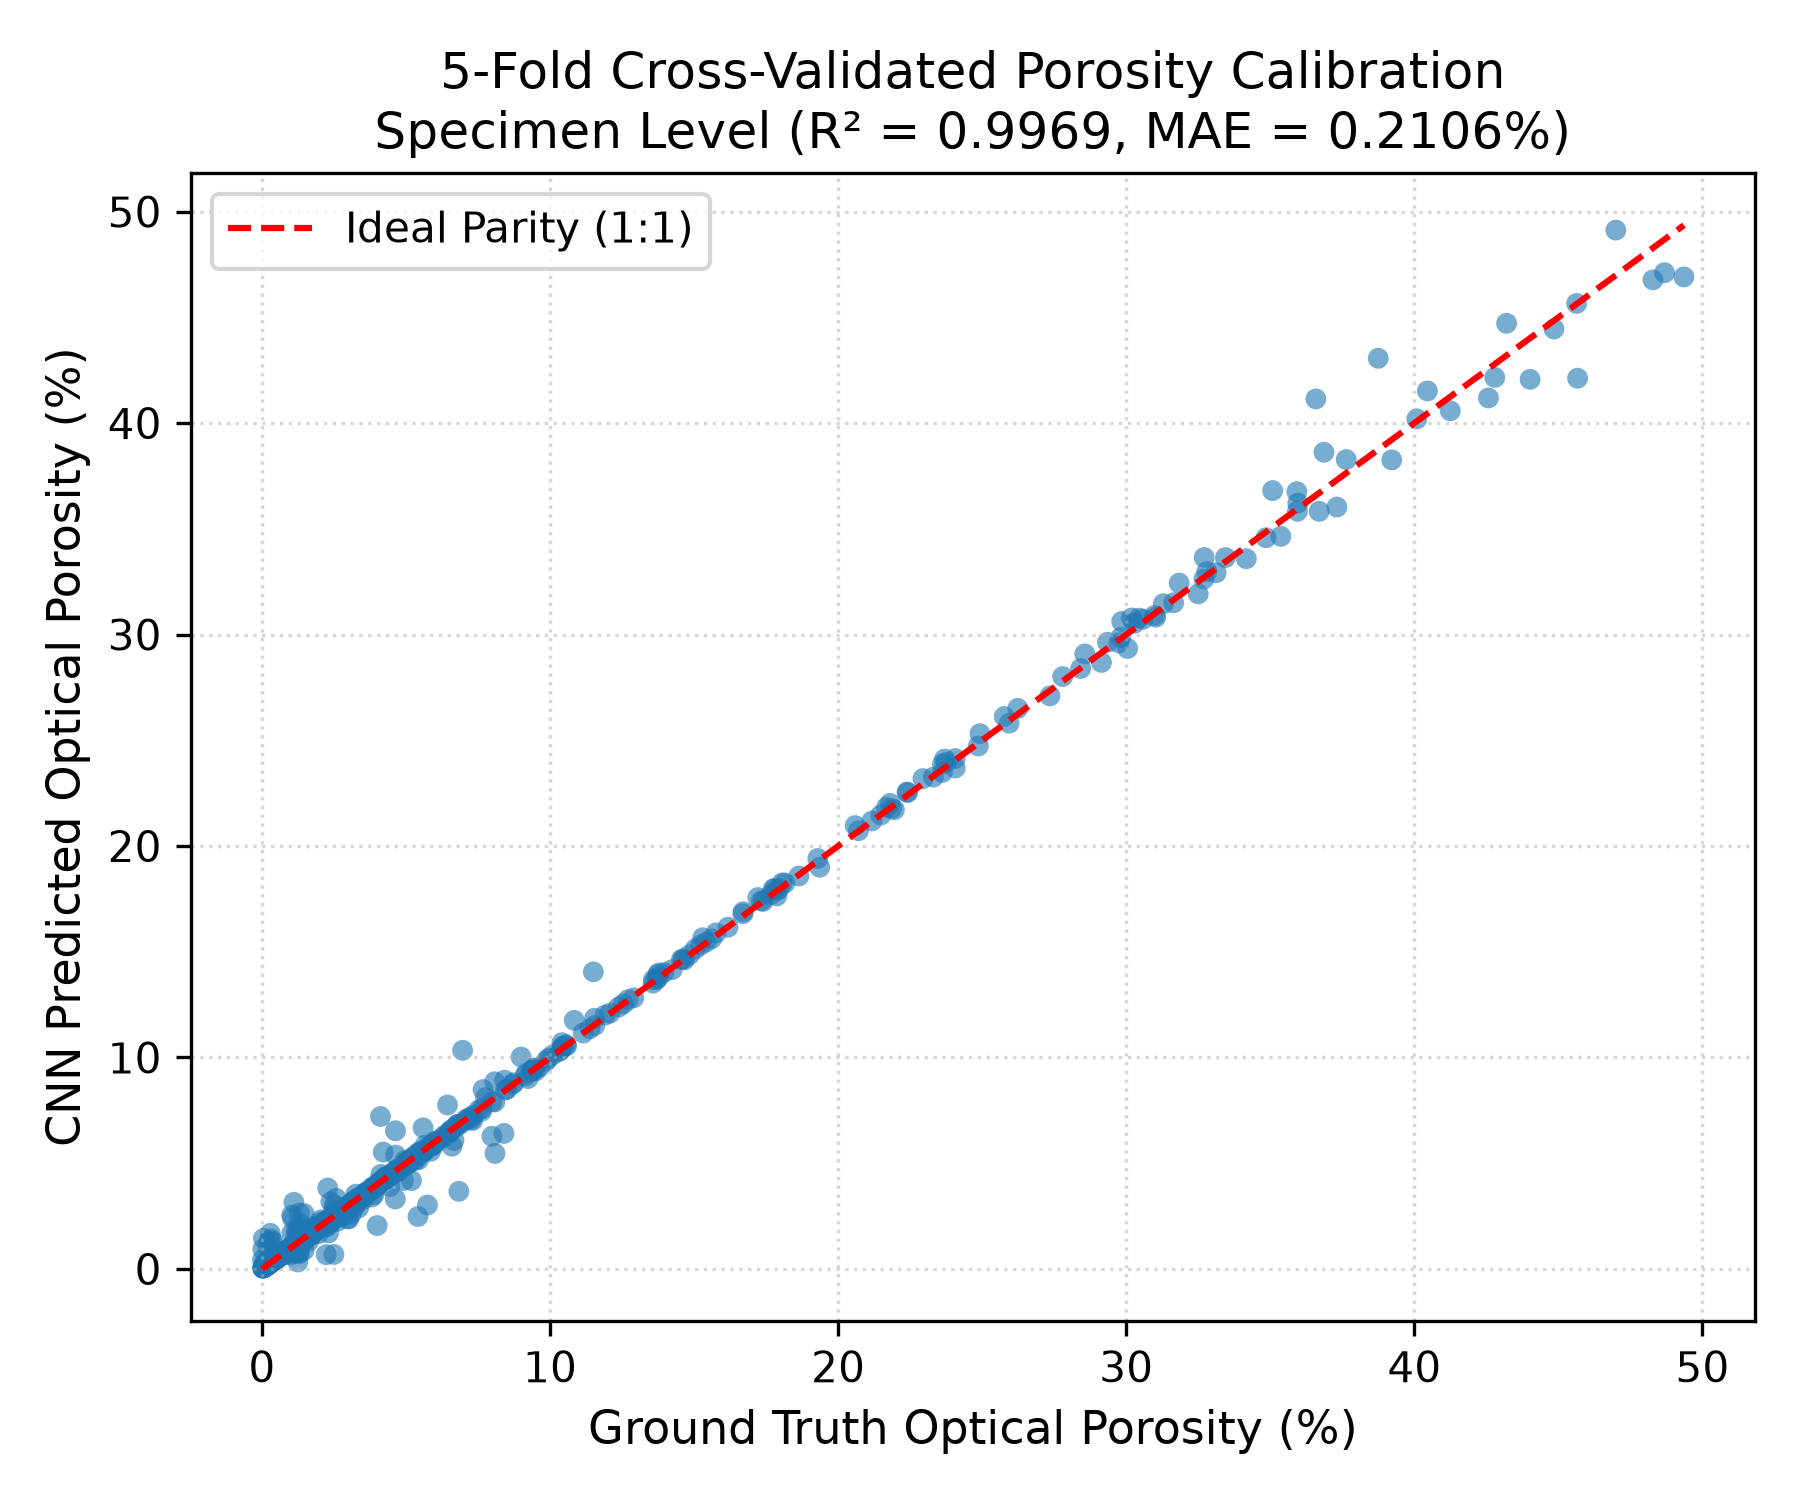 5-Fold Cross-Validated Porosity Calibration
Specimen Level (R² = 0.9969, MAE = 0.2106%)
Ideal Parity (1:1)
CNN Predicted Optical Porosity (%)
50
40
30
20
10
0
0 10 20 30 40 50
Ground Truth Optical Porosity (%)